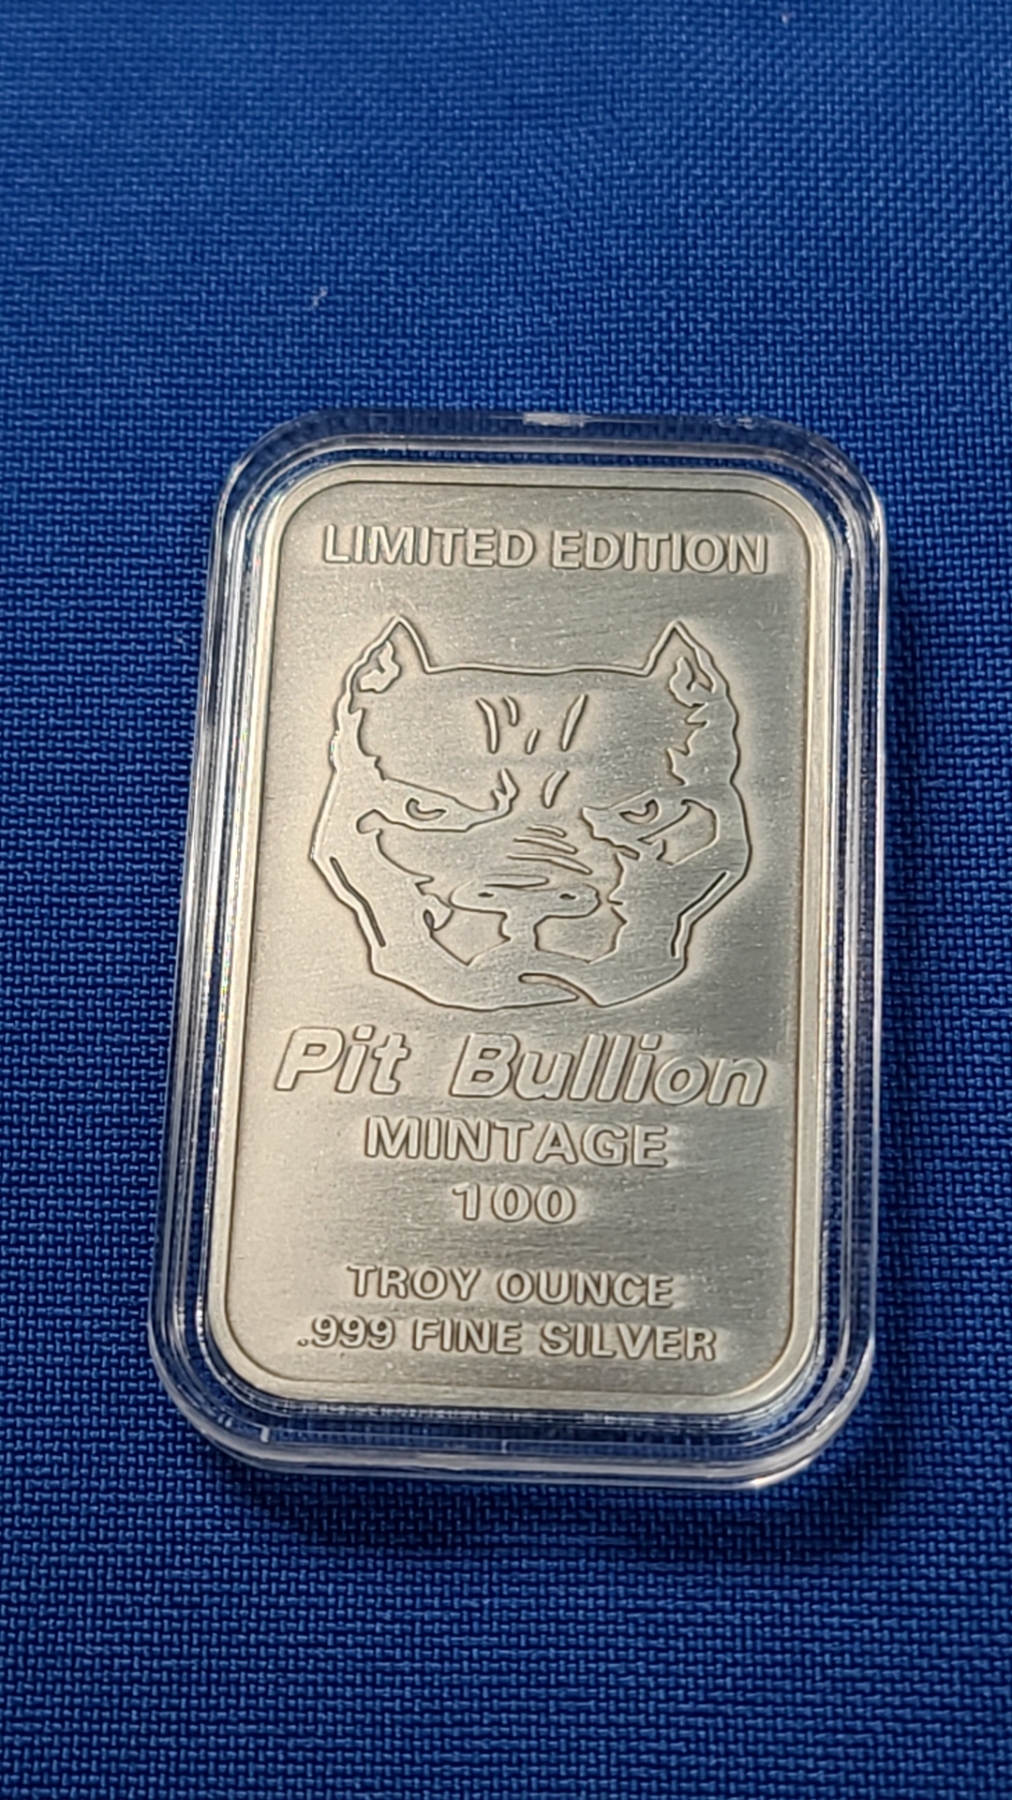 LIMITED EDITION
Pit Bullion
MINTAGE
100
TROY OUNCE
.999 FINE SILVER